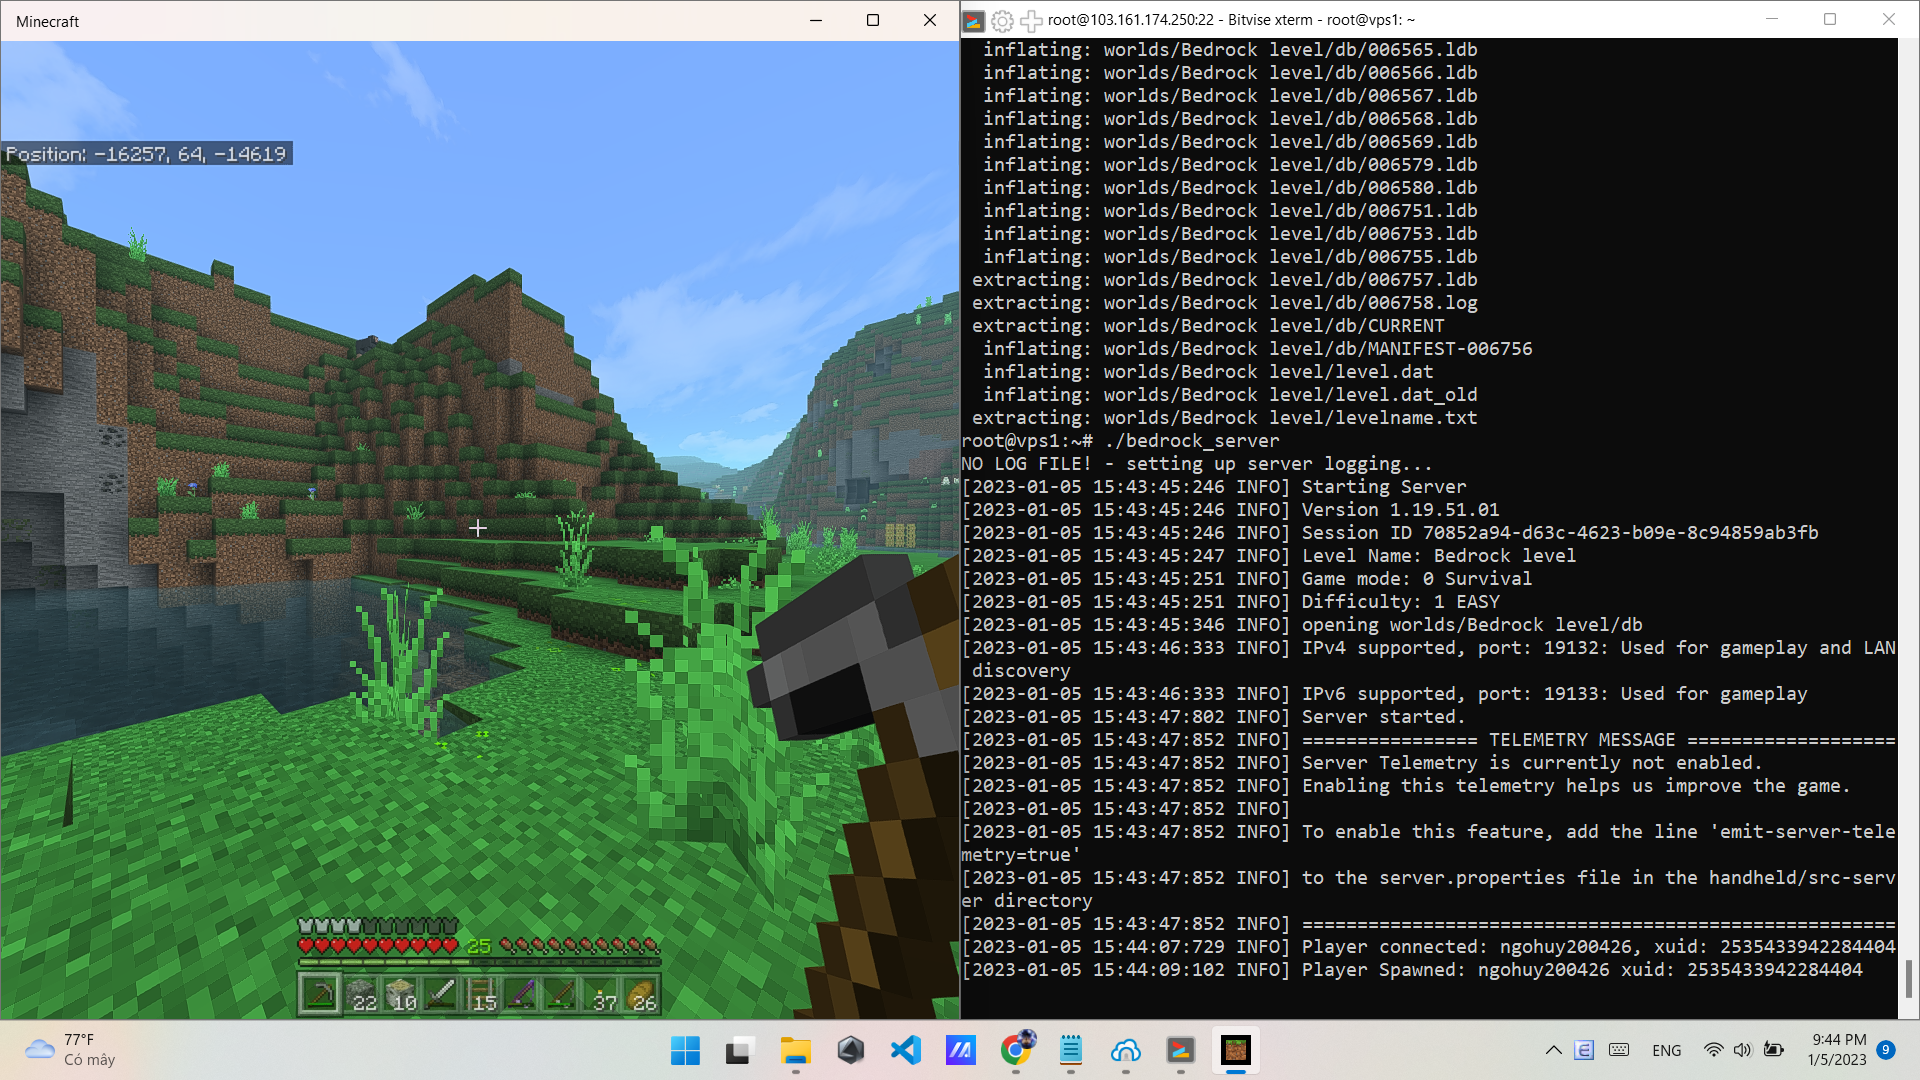 Minecraft
Position: -16257, 64, -14619
25
22
10
15
37
26
root@103.161.174.250:22 - Bitvise xterm - root@vps1: ~
inflating: worlds/Bedrock level/db/006565.ldb
inflating: worlds/Bedrock level/db/006566.ldb
inflating: worlds/Bedrock level/db/006567.ldb
inflating: worlds/Bedrock level/db/006568.ldb
inflating: worlds/Bedrock level/db/006569.ldb
inflating: worlds/Bedrock level/db/006579.ldb
inflating: worlds/Bedrock level/db/006580.ldb
inflating: worlds/Bedrock level/db/006751.ldb
inflating: worlds/Bedrock level/db/006753.ldb
inflating: worlds/Bedrock level/db/006755.ldb
extracting: worlds/Bedrock level/db/006757.ldb
extracting: worlds/Bedrock level/db/006758.log
extracting: worlds/Bedrock level/db/CURRENT
inflating: worlds/Bedrock level/db/MANIFEST-006756
inflating: worlds/Bedrock level/level.dat
inflating: worlds/Bedrock level/level.dat_old
extracting: worlds/Bedrock level/levelname.txt
root@vps1:~# ./bedrock_server
NO LOG FILE! - setting up server logging...
[2023-01-05 15:43:45:246 INFO] Starting Server
[2023-01-05 15:43:45:246 INFO] Version 1.19.51.01
[2023-01-05 15:43:45:246 INFO] Session ID 70852a94-d63c-4623-b09e-8c94859ab3fb
[2023-01-05 15:43:45:247 INFO] Level Name: Bedrock level
[2023-01-05 15:43:45:251 INFO] Game mode: 0 Survival
[2023-01-05 15:43:45:251 INFO] Difficulty: 1 EASY
[2023-01-05 15:43:45:346 INFO] opening worlds/Bedrock level/db
[2023-01-05 15:43:46:333 INFO] IPv4 supported, port: 19132: Used for gameplay and LAN
discovery
[2023-01-05 15:43:46:333 INFO] IPv6 supported, port: 19133: Used for gameplay
[2023-01-05 15:43:47:802 INFO] Server started.
[2023-01-05 15:43:47:852 INFO] ================ TELEMETRY MESSAGE ===================
[2023-01-05 15:43:47:852 INFO] Server Telemetry is currently not enabled.
[2023-01-05 15:43:47:852 INFO] Enabling this telemetry helps us improve the game.
[2023-01-05 15:43:47:852 INFO]
[2023-01-05 15:43:47:852 INFO] To enable this feature, add the line 'emit-server-tele
metry=true'
[2023-01-05 15:43:47:852 INFO] to the server.properties file in the handheld/src-serv
er directory
[2023-01-05 15:43:47:852 INFO] ======================================================
[2023-01-05 15:44:07:729 INFO] Player connected: ngohuy200426, xuid: 2535433942284404
[2023-01-05 15:44:09:102 INFO] Player Spawned: ngohuy200426 xuid: 2535433942284404
77°F
Có mây
ENG
9:44 PM
1/5/2023
9